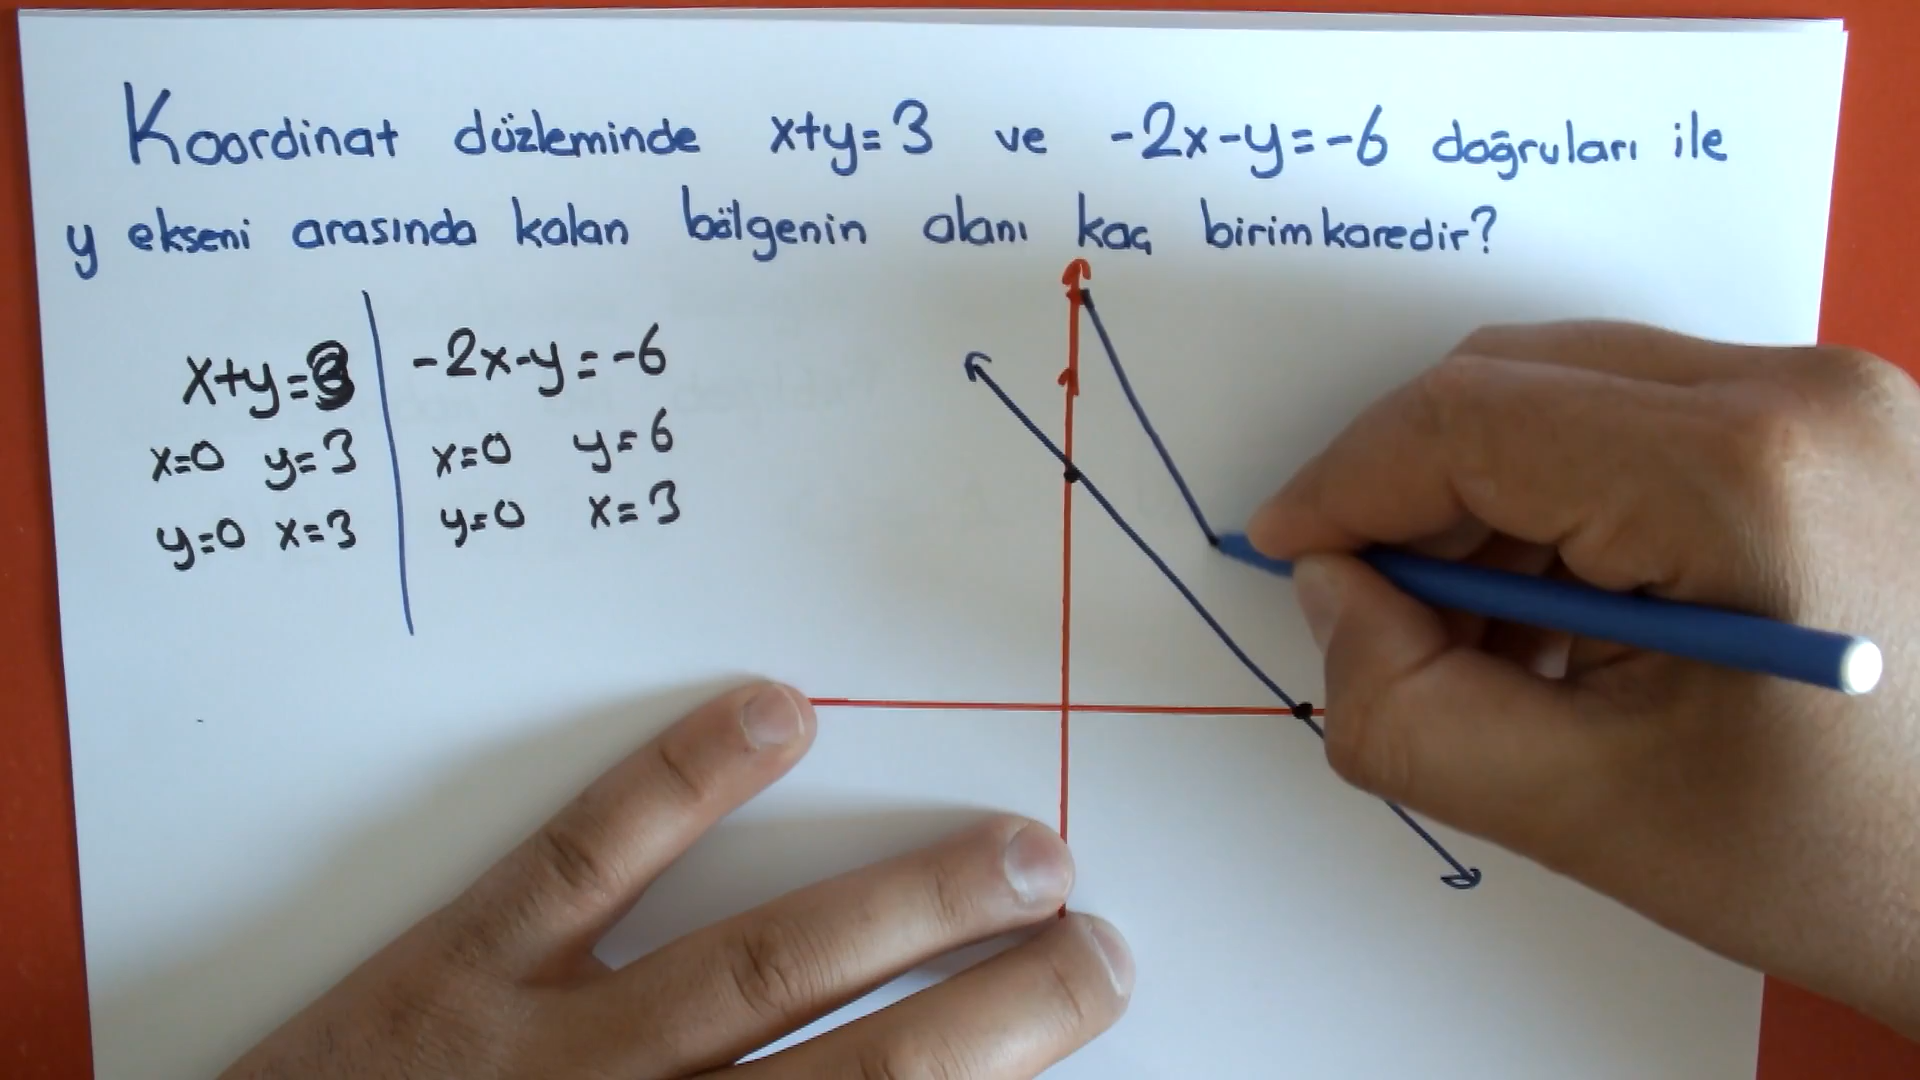 Koordinat düzleminde x+y=3 ve -2x-y=-6 doğruları ile
y ekseni arasında kalan bölgenin alanı kaç birimkaredir?
x+y=3
x=0 y=3
y=0 x=3
-2x-y=-6
x=0 y=6
y=0 x=3